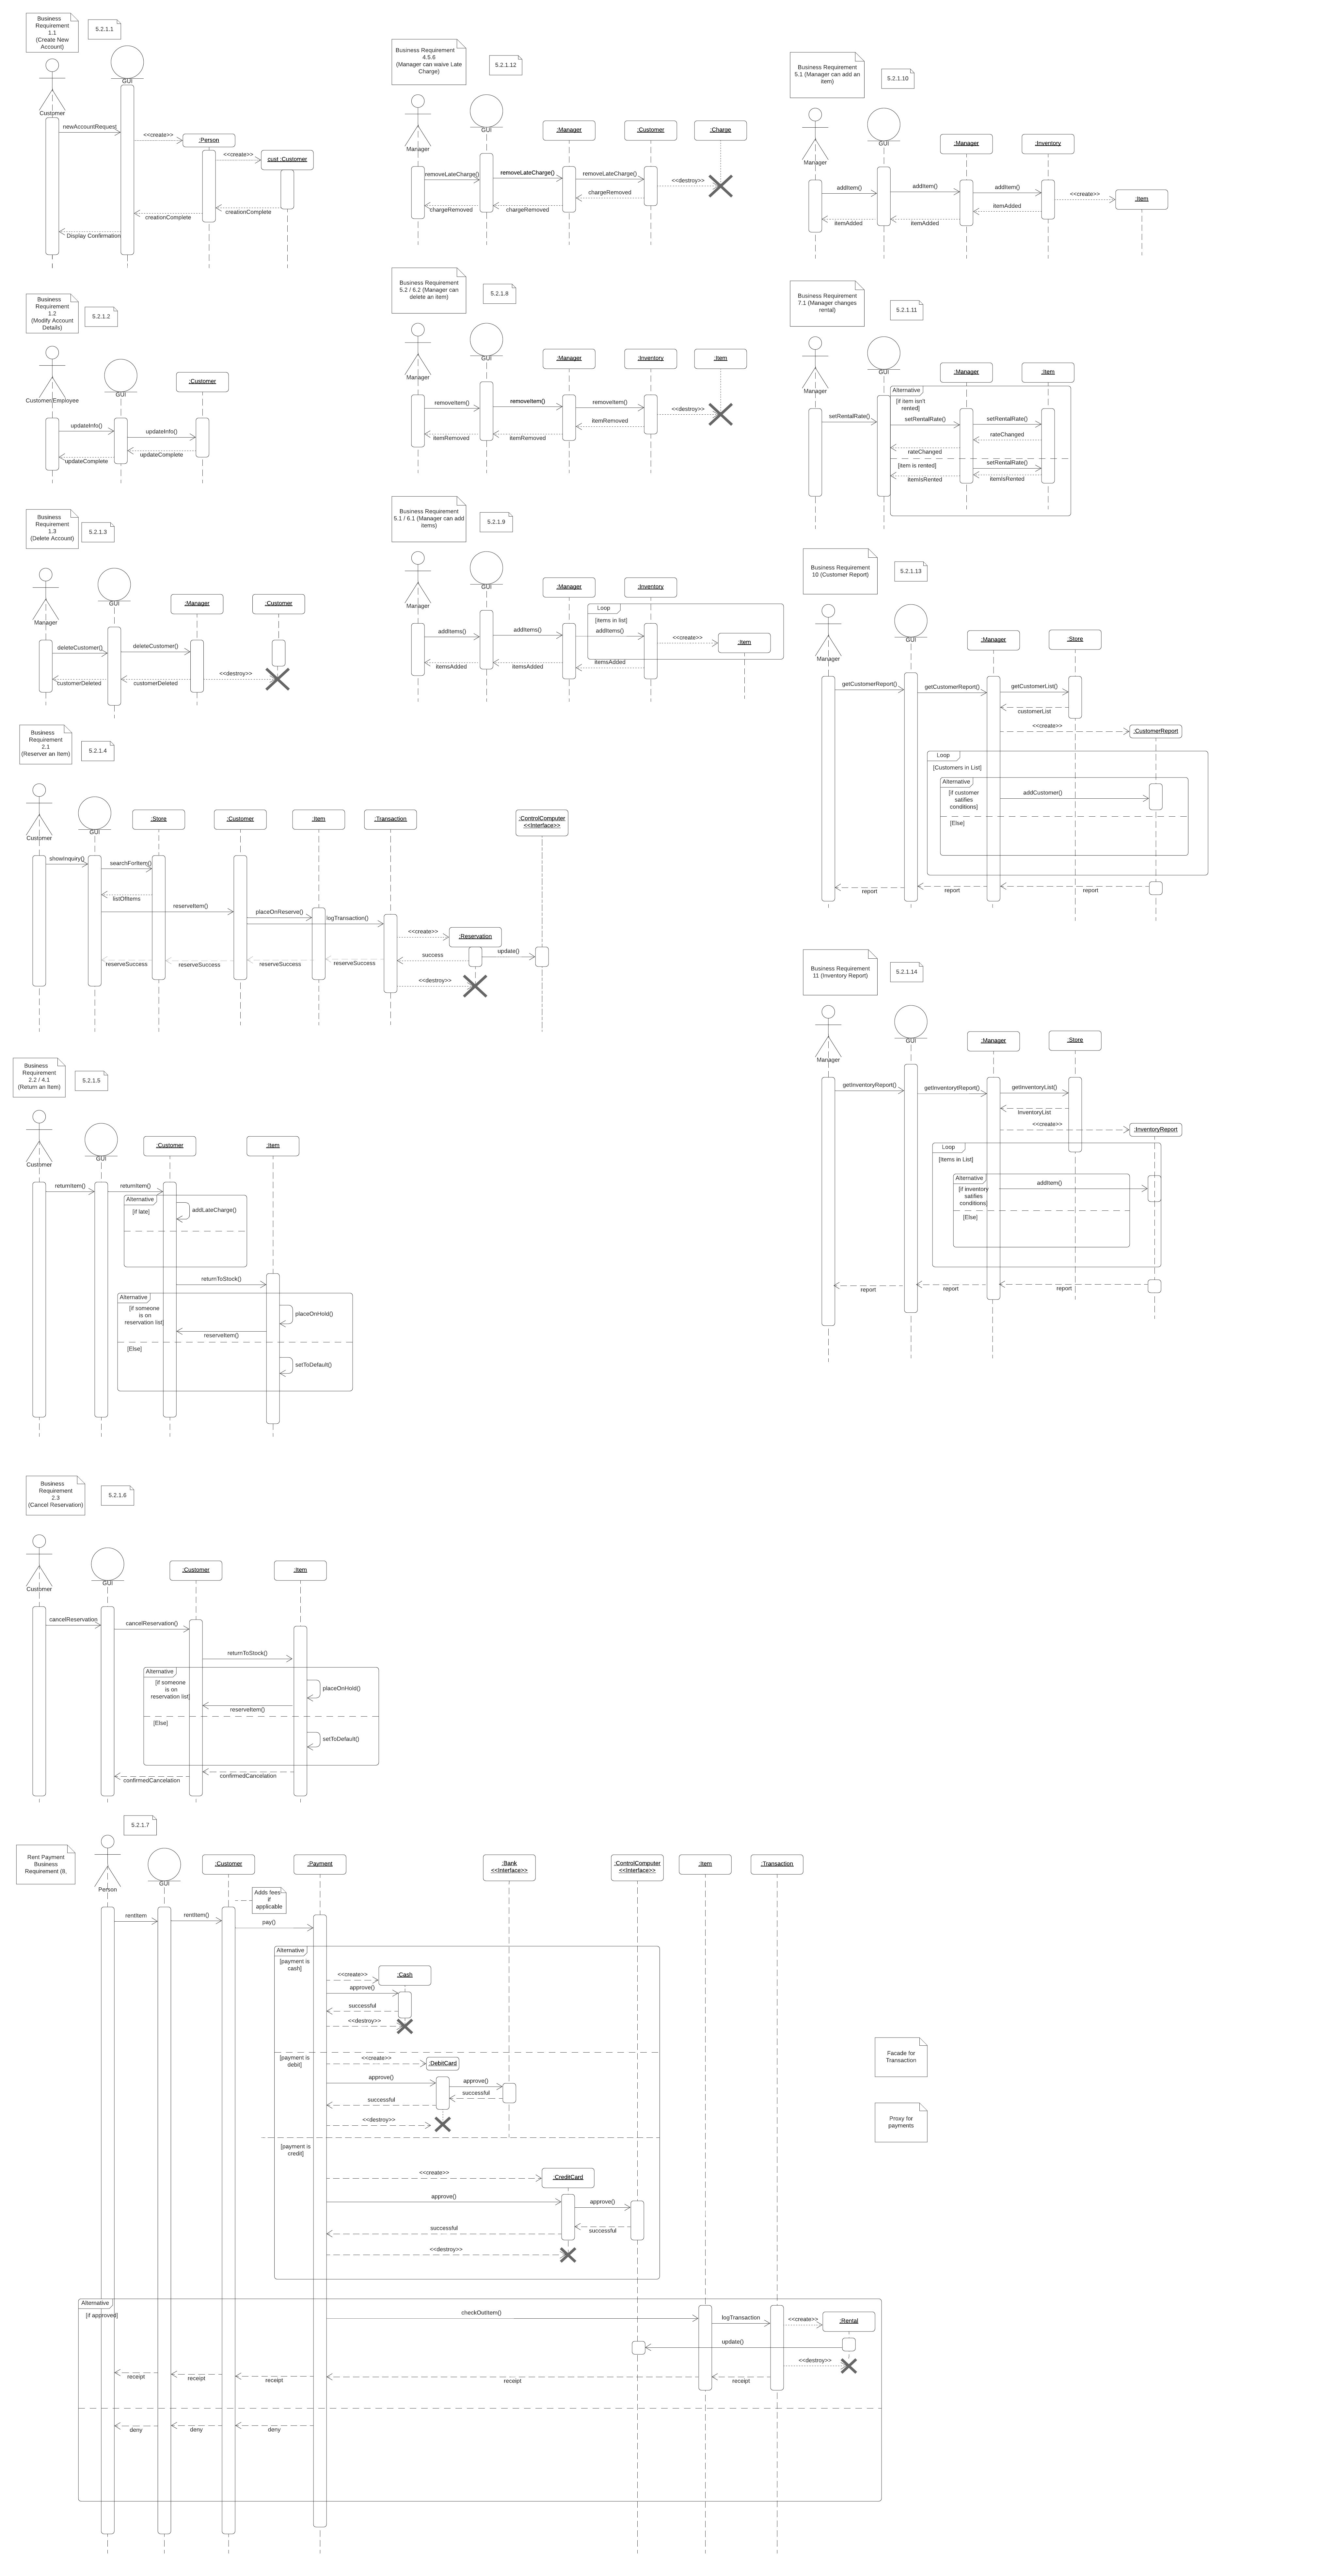 Business
Requirement
1.1
(Create New
Account)
5.2.1.1
GUI
Customer
newAccountRequest
<<create>>
:Person
<<create>>
cust :Customer
creationComplete
creationComplete
Display Confirmation
Business
Requirement
1.2
(Modify Account
Details)
5.2.1.2
Customer/Employee
GUI
:Customer
updateInfo()
updateInfo()
updateComplete
updateComplete
Business
Requirement
1.3
(Delete Account)
5.2.1.3
Manager
GUI
:Manager
:Customer
deleteCustomer()
deleteCustomer()
<<destroy>>
customerDeleted
customerDeleted
Business
Requirement
2.1
(Reserver an Item)
5.2.1.4
Customer
GUI
:Store
:Customer
:Item
:Transaction
:ControlComputer
<<Interface>>
showInquiry()
searchForItem()
listOfItems
reserveItem()
placeOnReserve()
logTransaction()
<<create>>
:Reservation
update()
success
reserveSuccess
reserveSuccess
reserveSuccess
reserveSuccess
<<destroy>>
Business
Requirement
2.2 / 4.1
(Return an Item)
5.2.1.5
Customer
GUI
:Customer
:Item
returnItem()
returnItem()
Alternative
[if late]
addLateCharge()
returnToStock()
Alternative
[if someone
is on
reservation list]
placeOnHold()
reserveItem()
[Else]
setToDefault()
Business
Requirement
2.3
(Cancel Reservation)
5.2.1.6
Customer
GUI
:Customer
:Item
cancelReservation
cancelReservation()
returnToStock()
Alternative
[if someone
is on
reservation list]
placeOnHold()
reserveItem()
[Else]
setToDefault()
confirmedCancelation
confirmedCancelation
5.2.1.7
Rent Payment
Business
Requirement (8,
Person
GUI
:Customer
:Payment
:Bank
<<Interface>>
:ControlComputer
<<Interface>>
:Item
:Transaction
Adds fees
if
applicable
rentItem
rentItem()
pay()
Alternative
[payment is
cash]
<<create>>
:Cash
approve()
successful
<<destroy>>
[payment is
debit]
<<create>>
:DebitCard
approve()
approve()
successful
successful
<<destroy>>
[payment is
credit]
<<create>>
:CreditCard
approve()
approve()
successful
successful
<<destroy>>
Facade for
Transaction
Proxy for
payments
Alternative
[if approved]
checkOutItem()
logTransaction
<<create>>
:Rental
update()
<<destroy>>
receipt
receipt
receipt
receipt
receipt
deny
deny
deny
Business Requirement
4.5.6
(Manager can waive Late
Charge)
5.2.1.12
Manager
GUI
:Manager
:Customer
:Charge
removeLateCharge()
removeLateCharge()
removeLateCharge()
<<destroy>>
chargeRemoved
chargeRemoved
chargeRemoved
Business Requirement
5.2 / 6.2 (Manager can
delete an item)
5.2.1.8
Manager
GUI
:Manager
:Inventory
:Item
removeItem()
removeItem()
removeItem()
<<destroy>>
itemRemoved
itemRemoved
itemRemoved
Business Requirement
5.1 / 6.1 (Manager can add
items)
5.2.1.9
Manager
GUI
:Manager
:Inventory
Loop
[items in list]
addItems()
addItems()
addItems()
<<create>>
:Item
itemsAdded
itemsAdded
itemsAdded
Business Requirement
5.1 (Manager can add an
item)
5.2.1.10
Manager
GUI
:Manager
:Inventory
addItem()
addItem()
addItem()
<<create>>
:Item
itemAdded
itemAdded
itemAdded
Business Requirement
7.1 (Manager changes
rental)
5.2.1.11
Manager
GUI
:Manager
:Item
Alternative
[if item isn't
rented]
setRentalRate()
setRentalRate()
setRentalRate()
rateChanged
rateChanged
[item is rented]
setRentalRate()
itemIsRented
itemIsRented
Business Requirement
10 (Customer Report)
5.2.1.13
Manager
GUI
:Manager
:Store
getCustomerReport()
getCustomerReport()
getCustomerList()
customerList
<<create>>
:CustomerReport
Loop
[Customers in List]
Alternative
[if customer
satifies
conditions]
addCustomer()
[Else]
report
report
report
Business Requirement
11 (Inventory Report)
5.2.1.14
Manager
GUI
:Manager
:Store
getInventoryReport()
getInventorytReport()
getInventoryList()
InventoryList
<<create>>
:InventoryReport
Loop
[Items in List]
Alternative
[if inventory
satifies
conditions]
addItem()
[Else]
report
report
report